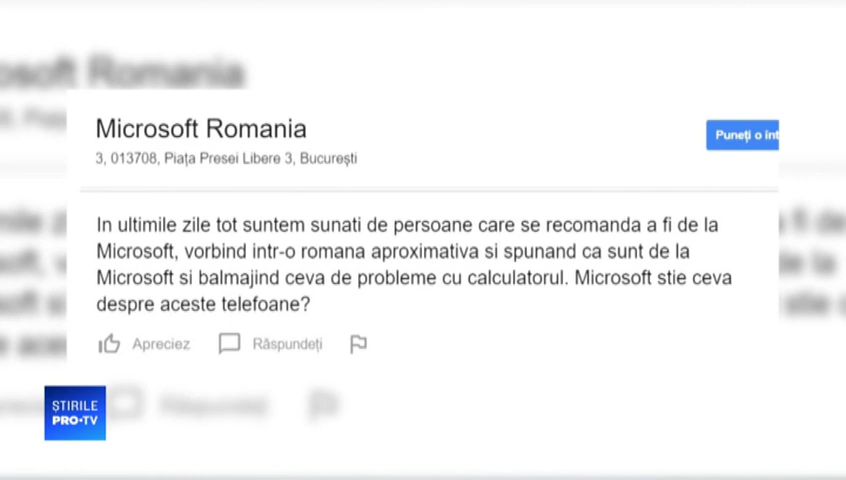 Microsoft Romania
3, 013708, Piața Presei Libere 3, București
Puneți o înt
In ultimile zile tot suntem sunati de persoane care se recomanda a fi de la
Microsoft, vorbind intr-o romana aproximativa si spunand ca sunt de la
Microsoft si balmajind ceva de probleme cu calculatorul. Microsoft stie ceva
despre aceste telefoane?
Apreciez Răspundeți
ȘTIRILE
PRO•TV